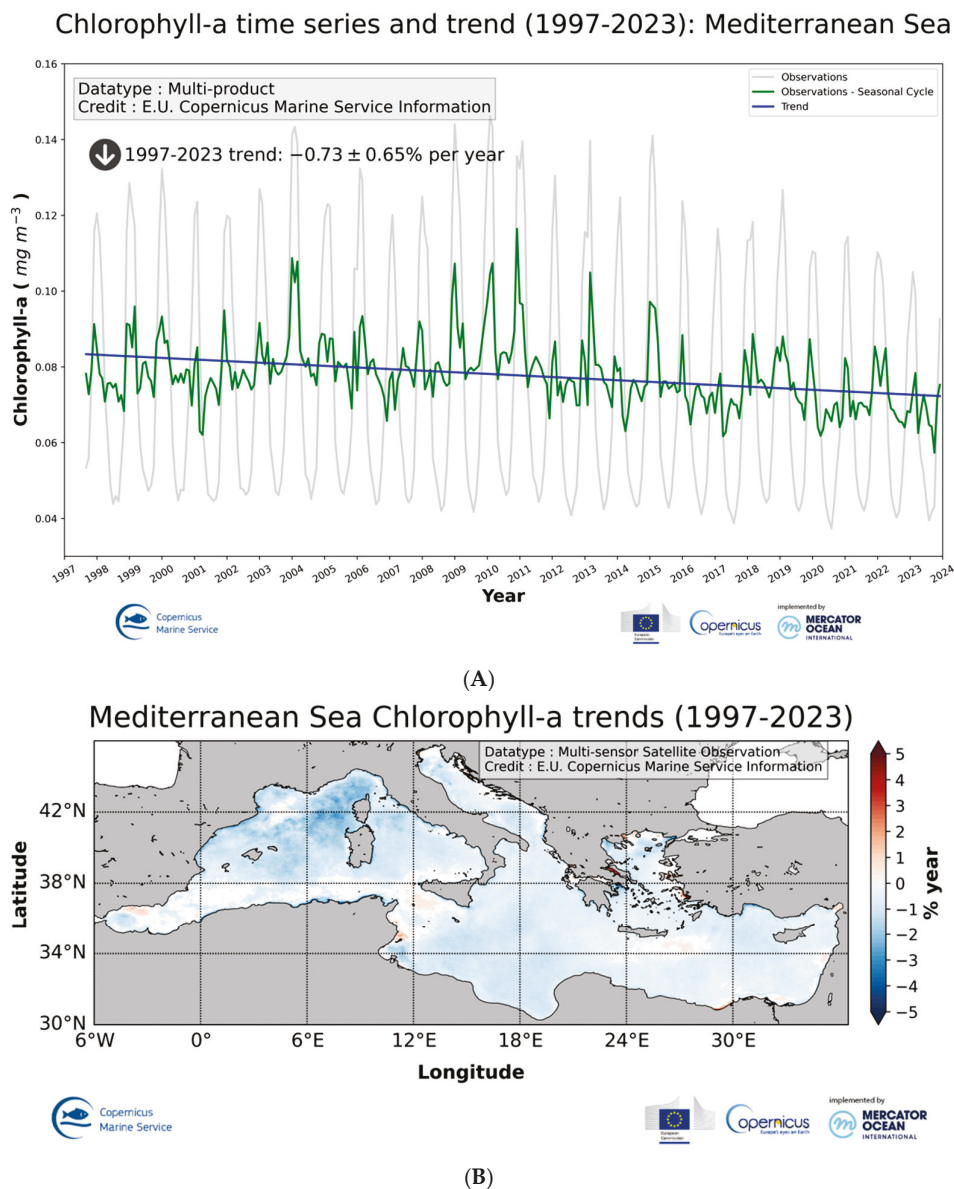 Chlorophyll-a time series and trend (1997-2023): Mediterranean Sea
0.16
Datatype : Multi-product
Credit : E.U. Copernicus Marine Service Information
Observations
Observations - Seasonal Cycle
Trend
0.14
1997-2023 trend: −0.73 ± 0.65% per year
0.12
0.10
0.08
0.06
0.04
Chlorophyll-a ( mg m⁻³ )
1997 1998 1999 2000 2001 2002 2003 2004 2005 2006 2007 2008 2009 2010 2011 2012 2013 2014 2015 2016 2017 2018 2019 2020 2021 2022 2023 2024
Year
Copernicus
Marine Service
European
Commission
opernicus
Europe's eyes on Earth
implemented by
MERCATOR
OCEAN
INTERNATIONAL
(A)
Mediterranean Sea Chlorophyll-a trends (1997-2023)
Datatype : Multi-sensor Satellite Observation
Credit : E.U. Copernicus Marine Service Information
42°N
38°N
34°N
30°N
Latitude
6°W 0° 6°E 12°E 18°E 24°E 30°E
Longitude
5
4
3
2
1
0
−1
−2
−3
−4
−5
% year
Copernicus
Marine Service
European
Commission
opernicus
Europe's eyes on Earth
implemented by
MERCATOR
OCEAN
INTERNATIONAL
(B)